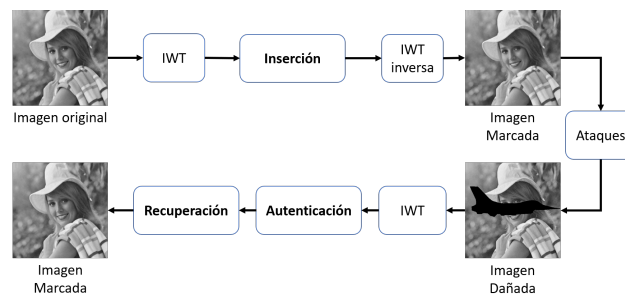 IWT
Inserción
IWT
inversa
Imagen original
Imagen
Marcada
Ataques
Recuperación
Autenticación
IWT
Imagen
Marcada
Imagen
Dañada